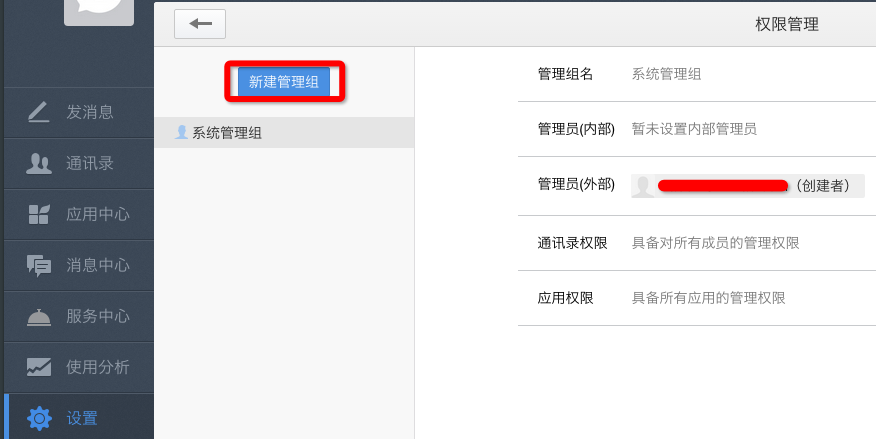 权限管理
新建管理组
系统管理组
发消息
通讯录
应用中心
消息中心
服务中心
使用分析
设置
管理组名 系统管理组
管理员(内部) 暂未设置内部管理员
管理员(外部) （创建者）
通讯录权限 具备对所有成员的管理权限
应用权限 具备所有应用的管理权限